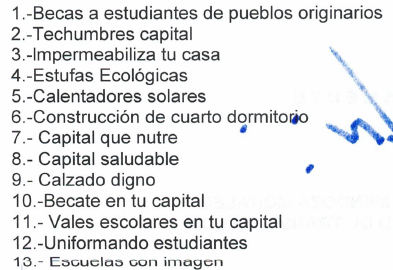 1.-Becas a estudiantes de pueblos originarios
2.-Techumbres capital
3.-Impermeabiliza tu casa
4.-Estufas Ecológicas
5.-Calentadores solares
6.-Construcción de cuarto dormitorio
7.- Capital que nutre
8.- Capital saludable
9.- Calzado digno
10.-Becate en tu capital
11.- Vales escolares en tu capital
12.-Uniformando estudiantes
13.- Escuelas con imagen